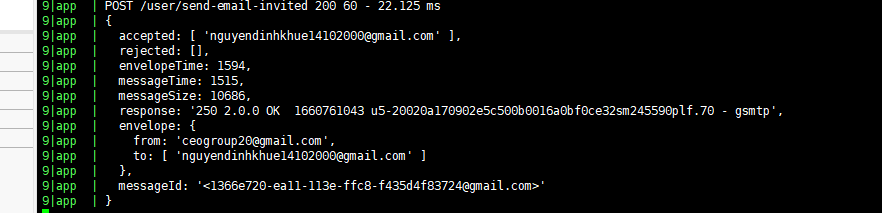 9|app  | POST /user/send-email-invited 200 60 - 22.125 ms
9|app  | {
9|app  |   accepted: [ 'nguyendinhkhue14102000@gmail.com' ],
9|app  |   rejected: [],
9|app  |   envelopeTime: 1594,
9|app  |   messageTime: 1515,
9|app  |   messageSize: 10686,
9|app  |   response: '250 2.0.0 OK  1660761043 u5-20020a170902e5c500b0016a0bf0ce32sm245590plf.70 - gsmtp',
9|app  |   envelope: {
9|app  |     from: 'ceogroup20@gmail.com',
9|app  |     to: [ 'nguyendinhkhue14102000@gmail.com' ]
9|app  |   },
9|app  |   messageId: '<1366e720-ea11-113e-ffc8-f435d4f83724@gmail.com>'
9|app  | }